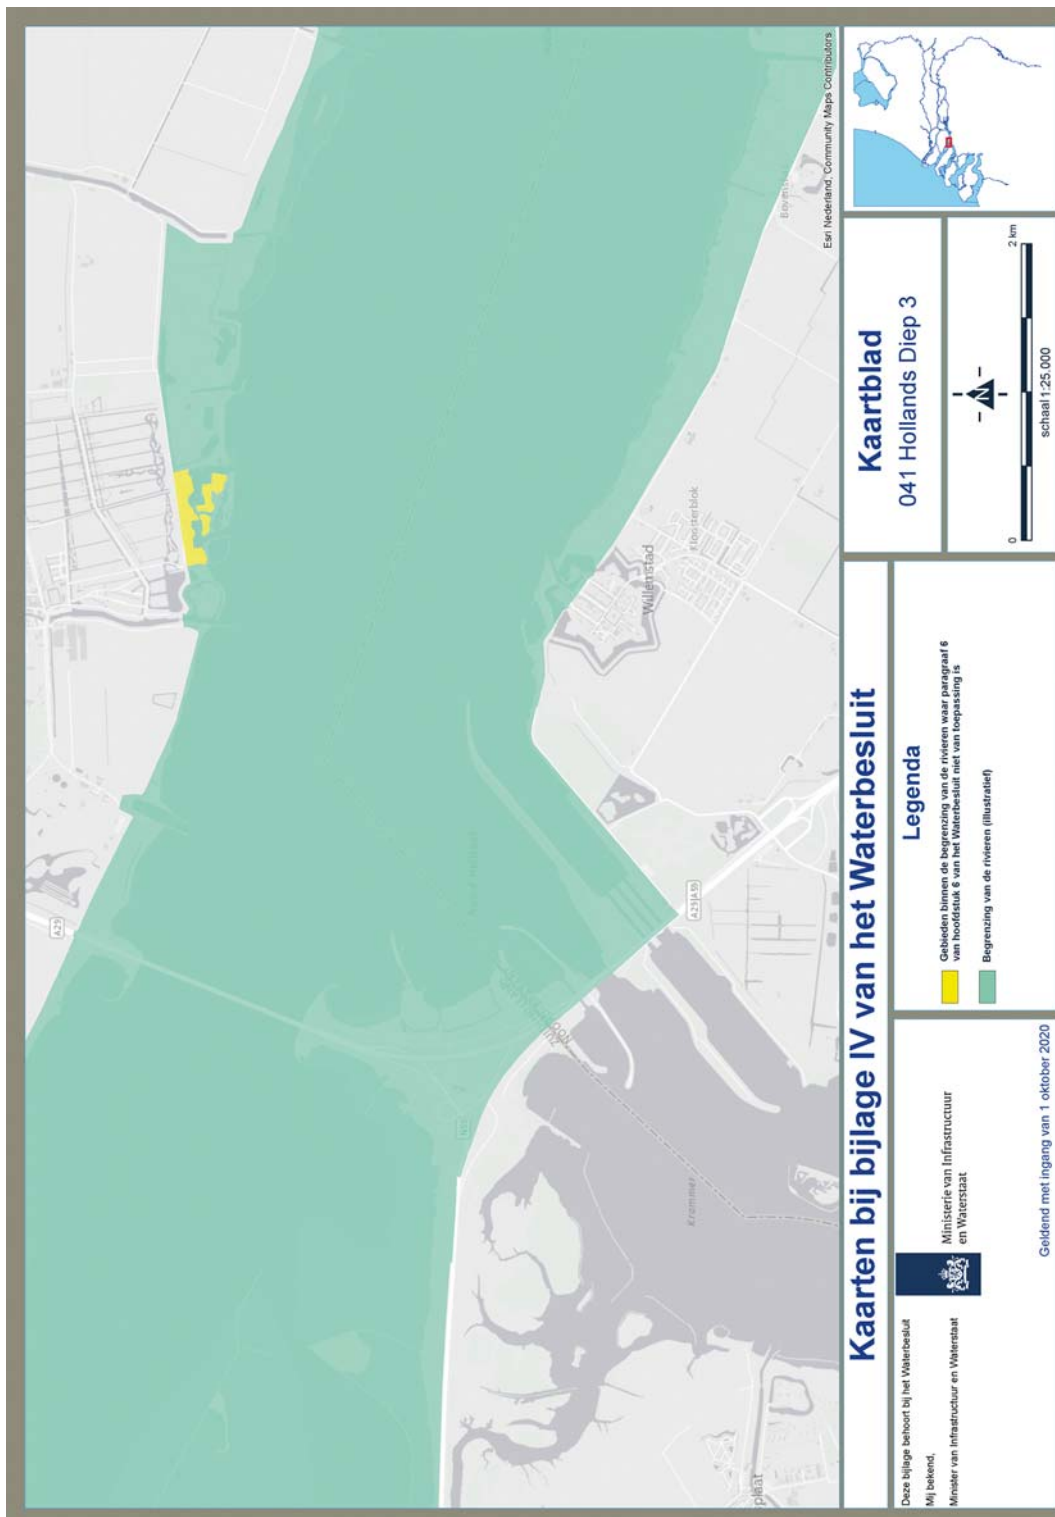 Esri Nederland, Community Maps Contributors
A29
N59
A29|A59
Willemstad
Kloosterblok
Krammer
plaat
Kaarten bij bijlage IV van het Waterbesluit
Deze bijlage behoort bij het Waterbesluit
Mij bekend,
Minister van Infrastructuur en Waterstaat
Ministerie van Infrastructuur
en Waterstaat
Geldend met ingang van 1 oktober 2020
Legenda
Gebieden binnen de begrenzing van de rivieren waar paragraaf 6
van hoofdstuk 6 van het Waterbesluit niet van toepassing is
Begrenzing van de rivieren (illustratief)
Kaartblad
041 Hollands Diep 3
N
0
2 km
schaal 1:25.000